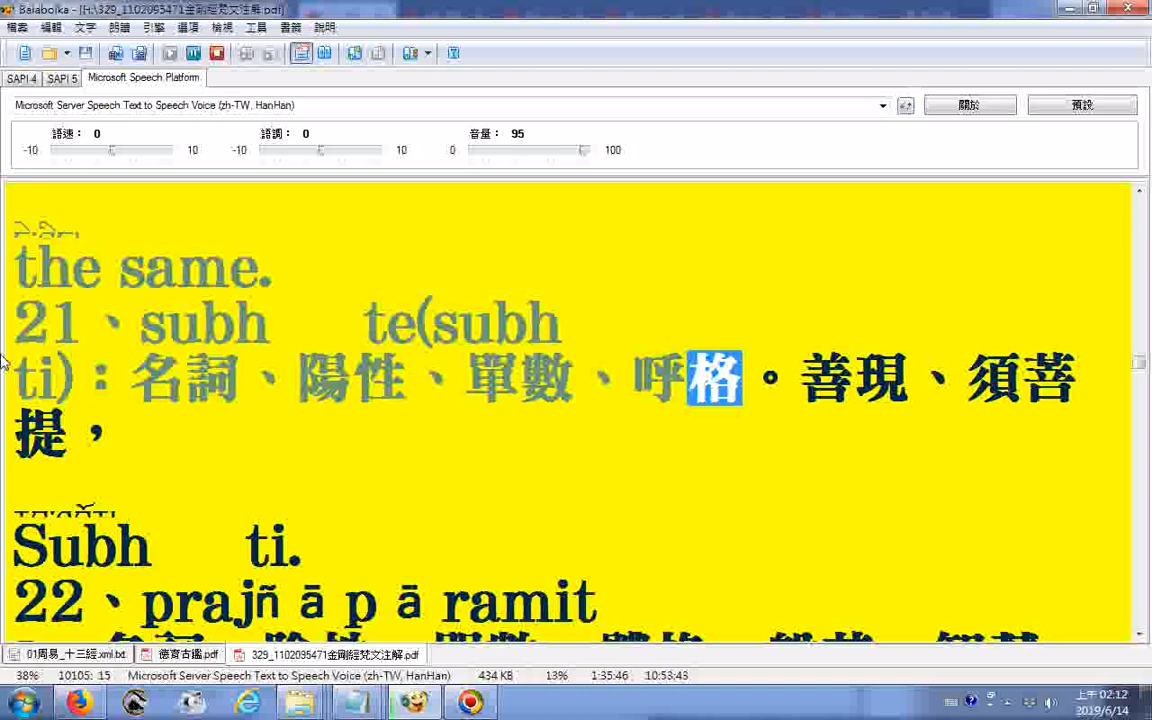 Balabolka - [H:\329_1102095471金剛經梵文注解.pdf]
檔案 編輯 文字 朗讀 引擎 選項 檢視 工具 書籤 說明
SAPI 4 SAPI 5 Microsoft Speech Platform
Microsoft Server Speech Text to Speech Voice (zh-TW, HanHan) 關於 預設
語速： 0 語調： 0 音量： 95
-10 10 -10 10 0 100
the same.
21、subh te(subh
ti)：名詞、陽性、單數、呼格。善現、須菩
提，
Subh ti.
22、prajñ ā p ā ramit
01周易_十三經.xml.txt 德育古鑑.pdf 329_1102095471金剛經梵文注解.pdf
38% 10105: 15 Microsoft Server Speech Text to Speech Voice (zh-TW, HanHan) 434 KB 13% 1:35:46 10:53:43
上午 02:12
2019/6/14